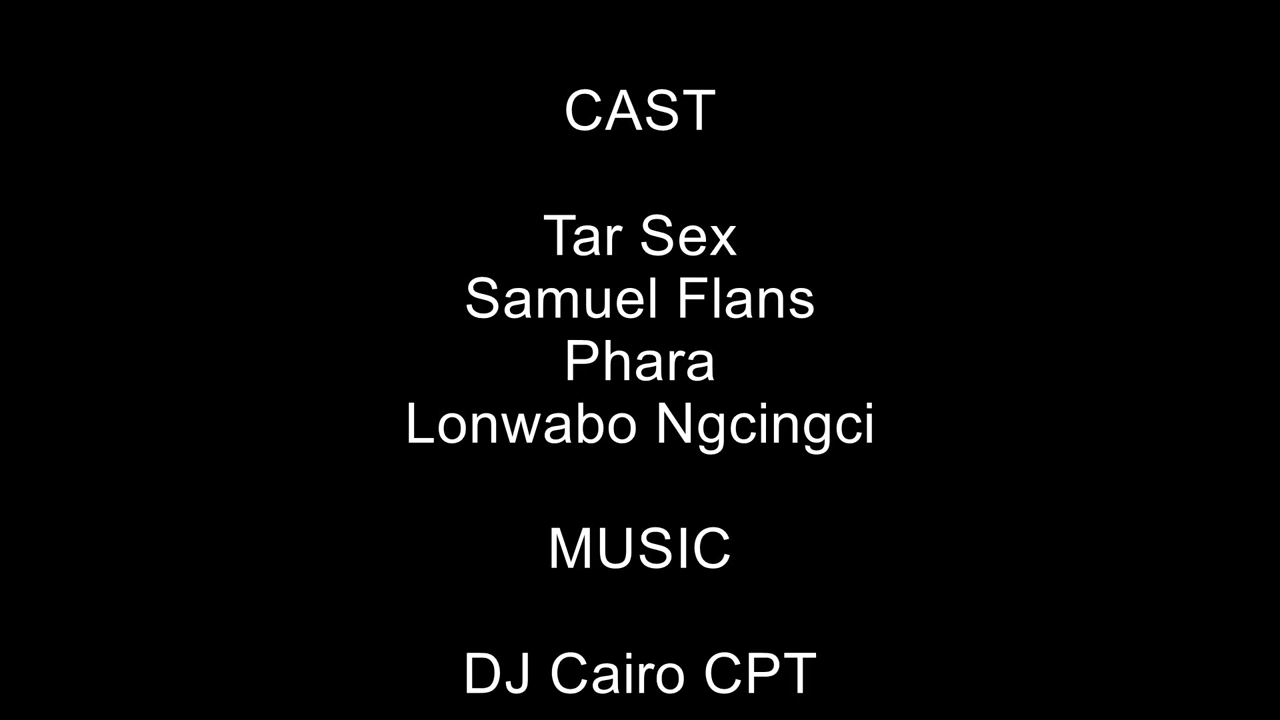 CAST
Tar Sex
Samuel Flans
Phara
Lonwabo Ngcingci
MUSIC
DJ Cairo CPT